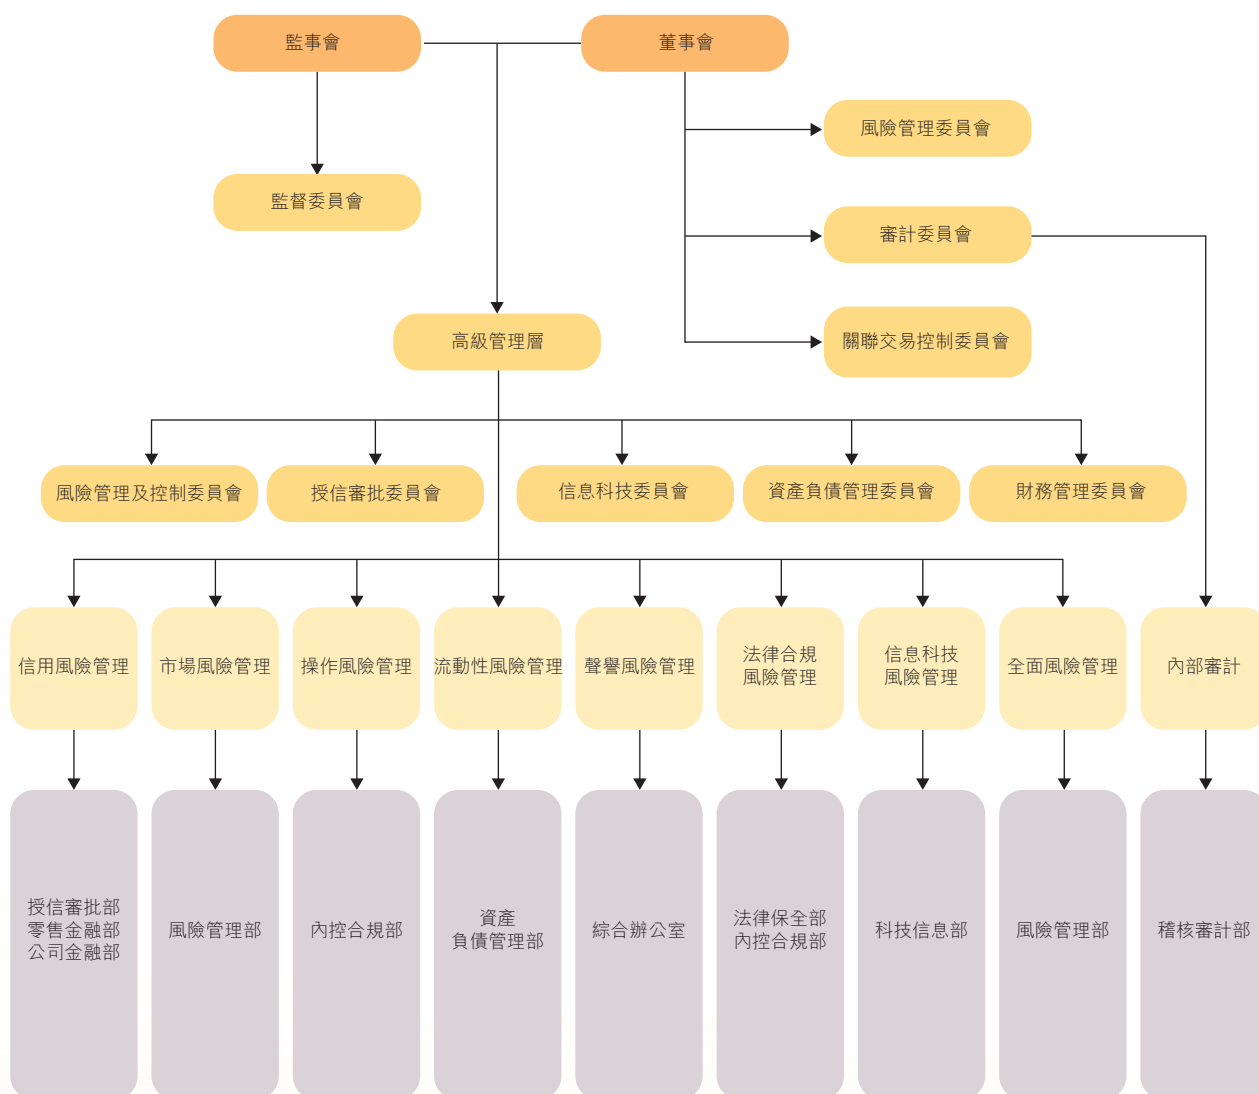 監事會
董事會
風險管理委員會
監督委員會
審計委員會
高級管理層
關聯交易控制委員會
風險管理及控制委員會
授信審批委員會
信息科技委員會
資產負債管理委員會
財務管理委員會
信用風險管理
市場風險管理
操作風險管理
流動性風險管理
聲譽風險管理
法律合規
風險管理
信息科技
風險管理
全面風險管理
內部審計
授信審批部
零售金融部
公司金融部
風險管理部
內控合規部
資產
負債管理部
綜合辦公室
法律保全部
內控合規部
科技信息部
風險管理部
稽核審計部